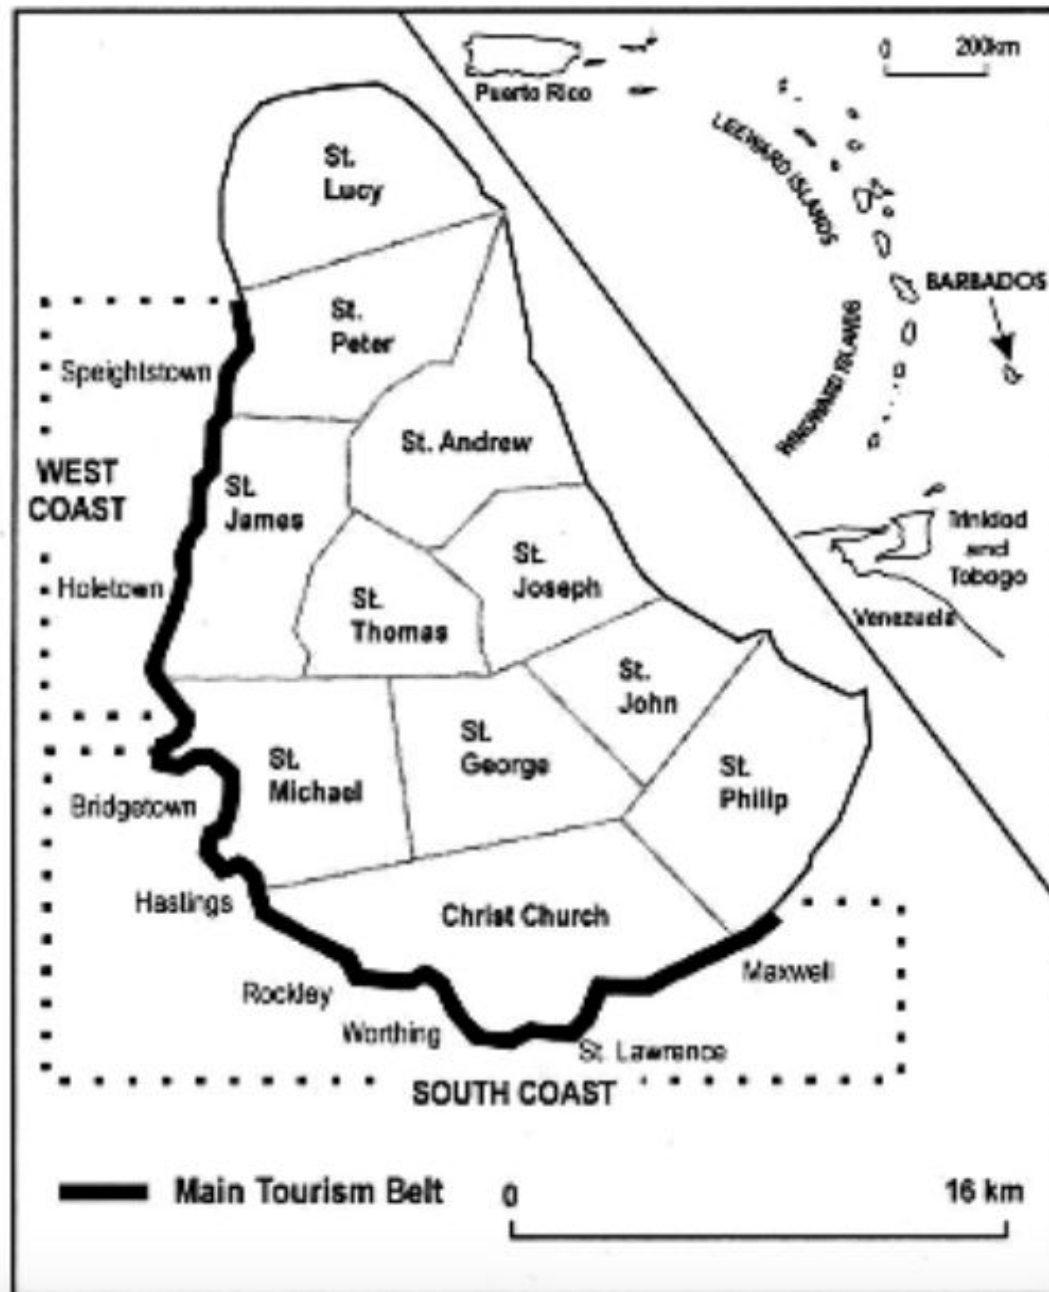 0 200km
Puerto Rico
LEEWARD ISLANDS
BARBADOS
WINDWARD ISLANDS
Trinidad
and
Tobago
Venezuela
St.
Lucy
St.
Peter
Speightstown
St. Andrew
WEST
COAST
St.
James
St.
Joseph
Holetown
St.
Thomas
St.
John
St.
George
St.
Michael
St.
Philip
Bridgetown
Hastings
Christ Church
Maxwell
Rockley
Worthing
St. Lawrence
SOUTH COAST
Main Tourism Belt
0 16 km